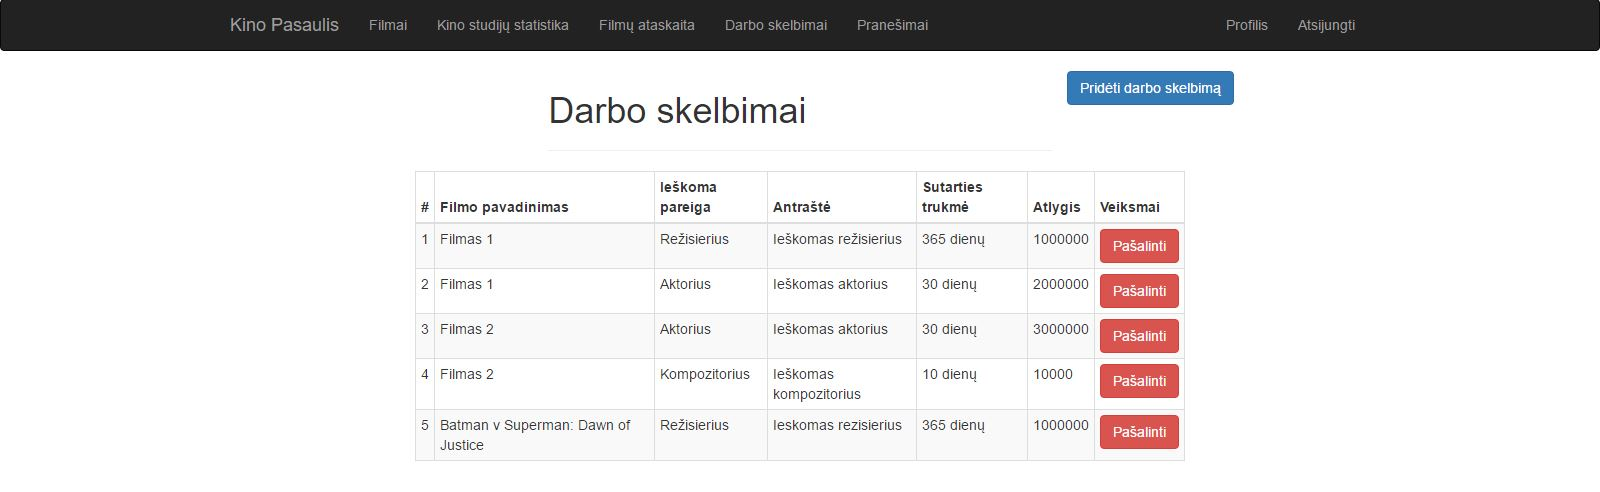 Kino Pasaulis Filmai Kino studijų statistika Filmų ataskaita Darbo skelbimai Pranešimai Profilis Atsijungti
Pridėti darbo skelbimą
Darbo skelbimai
# Filmo pavadinimas Ieškoma pareiga Antraštė Sutarties trukmė Atlygis Veiksmai
1 Filmas 1 Režisierius Ieškomas režisierius 365 dienų 1000000 Pašalinti
2 Filmas 1 Aktorius Ieškomas aktorius 30 dienų 2000000 Pašalinti
3 Filmas 2 Aktorius Ieškomas aktorius 30 dienų 3000000 Pašalinti
4 Filmas 2 Kompozitorius Ieškomas kompozitorius 10 dienų 10000 Pašalinti
5 Batman v Superman: Dawn of Justice Režisierius Ieskomas rezisierius 365 dienų 1000000 Pašalinti